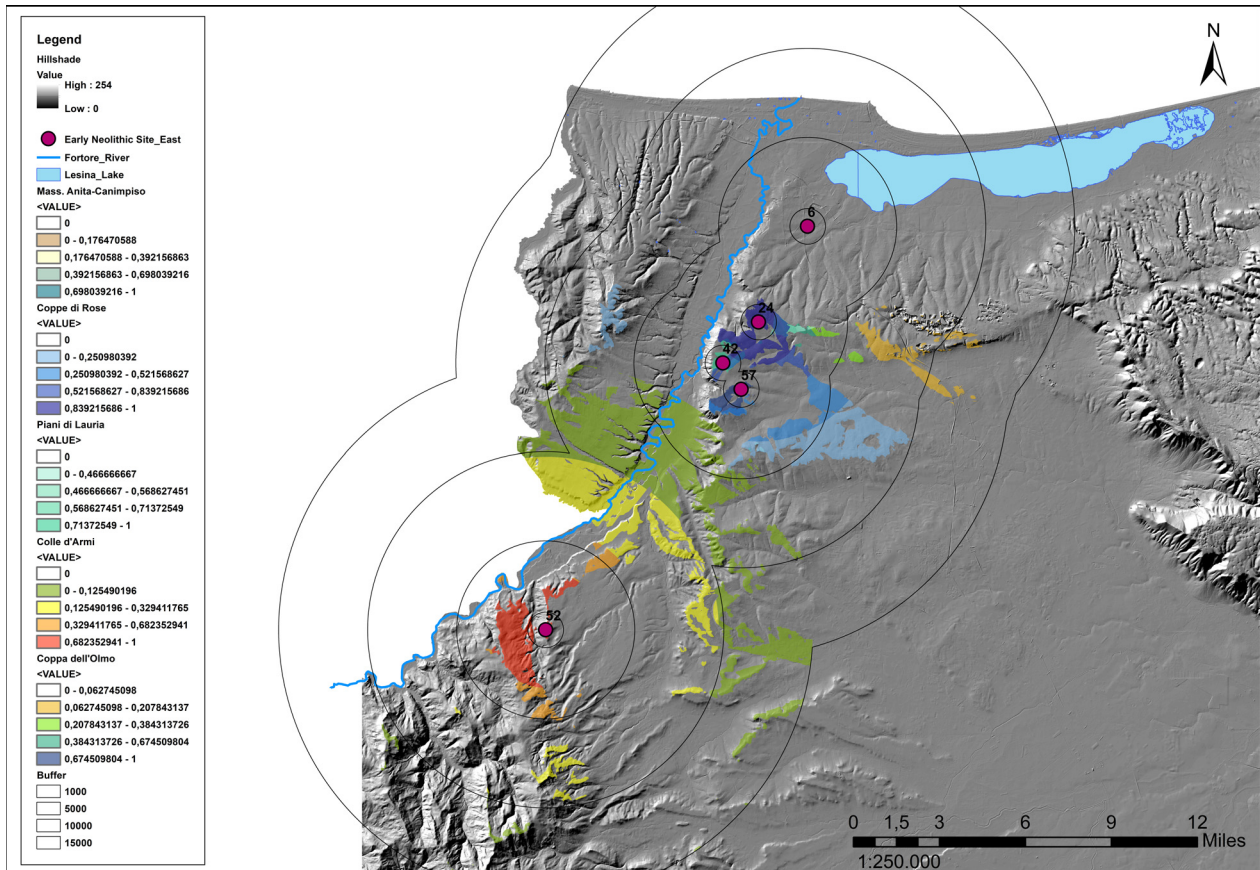 Legend
Hillshade
Value
High : 254
Low : 0
Early Neolithic Site_East
Fortore_River
Lesina_Lake
Mass. Anita-Canimpiso
<VALUE>
0
0 - 0,176470588
0,176470588 - 0,392156863
0,392156863 - 0,698039216
0,698039216 - 1
Coppe di Rose
<VALUE>
0
0 - 0,250980392
0,250980392 - 0,521568627
0,521568627 - 0,839215686
0,839215686 - 1
Piani di Lauria
<VALUE>
0
0 - 0,466666667
0,466666667 - 0,568627451
0,568627451 - 0,71372549
0,71372549 - 1
Colle d'Armi
<VALUE>
0
0 - 0,125490196
0,125490196 - 0,329411765
0,329411765 - 0,682352941
0,682352941 - 1
Coppa dell'Olmo
<VALUE>
0 - 0,062745098
0,062745098 - 0,207843137
0,207843137 - 0,384313726
0,384313726 - 0,674509804
0,674509804 - 1
Buffer
1000
5000
10000
15000
N
6
24
42
57
52
0 1,5 3 6 9 12
Miles
1:250.000